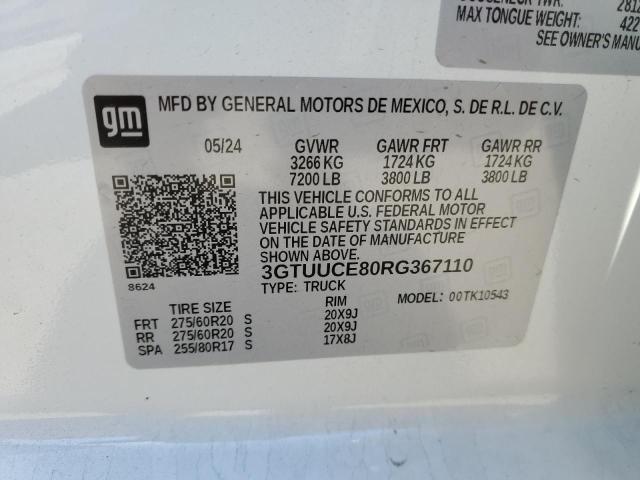 2812
MAX TONGUE WEIGHT: 422
SEE OWNER'S MANU
gm
MFD BY GENERAL MOTORS DE MEXICO, S. DE R.L. DE C.V.
05/24 GVWR GAWR FRT GAWR RR
3266 KG 1724 KG 1724 KG
7200 LB 3800 LB 3800 LB
THIS VEHICLE CONFORMS TO ALL
APPLICABLE U.S. FEDERAL MOTOR
VEHICLE SAFETY STANDARDS IN EFFECT
ON THE DATE OF MANUFACTURE
SHOWN ABOVE.
3GTUUCE80RG367110
8624
TYPE: TRUCK MODEL: 00TK10543
TIRE SIZE RIM
FRT 275/60R20 S 20X9J
RR 275/60R20 S 20X9J
SPA 255/80R17 S 17X8J